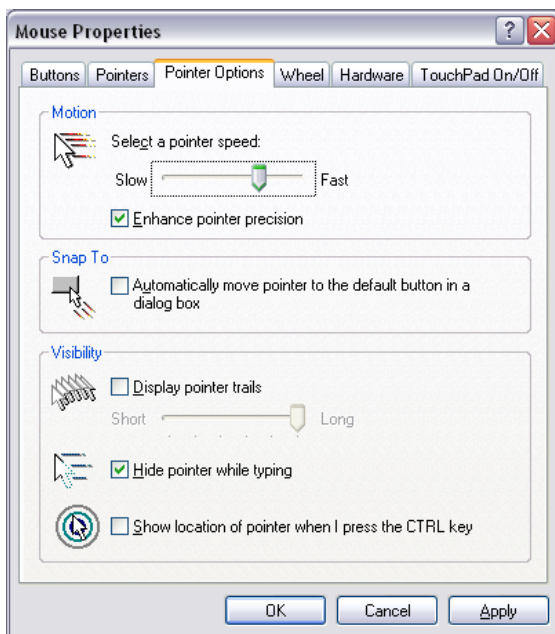 Mouse Properties
Buttons Pointers Pointer Options Wheel Hardware TouchPad On/Off
Motion
Select a pointer speed:
Slow Fast
Enhance pointer precision
Snap To
Automatically move pointer to the default button in a
dialog box
Visibility
Display pointer trails
Short Long
Hide pointer while typing
Show location of pointer when I press the CTRL key
OK Cancel Apply